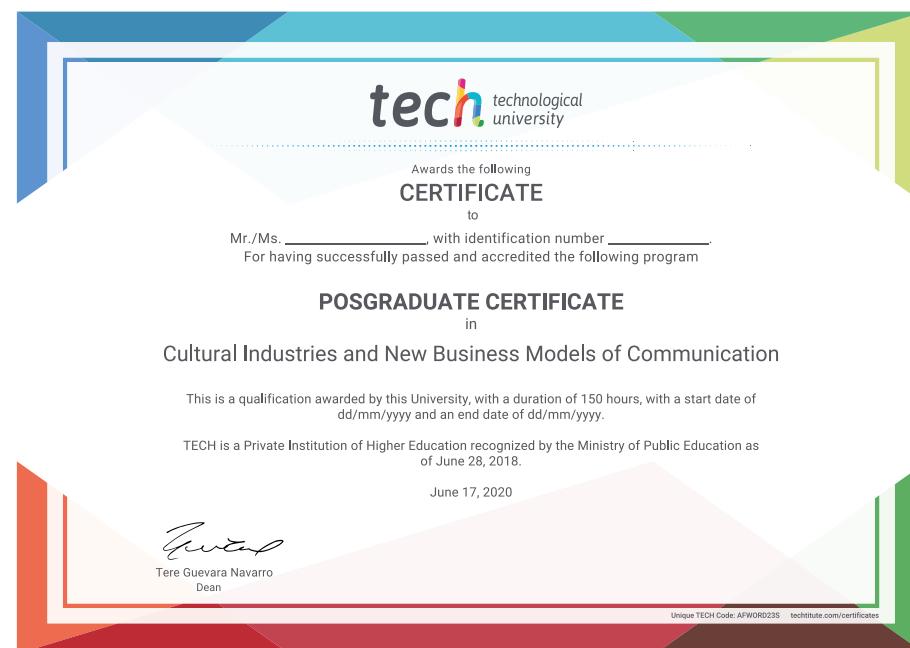 tech technological
university
Awards the following
CERTIFICATE
to
Mr./Ms. ____________________, with identification number ______________.
For having successfully passed and accredited the following program
POSGRADUATE CERTIFICATE
in
Cultural Industries and New Business Models of Communication
This is a qualification awarded by this University, with a duration of 150 hours, with a start date of
dd/mm/yyyy and an end date of dd/mm/yyyy.
TECH is a Private Institution of Higher Education recognized by the Ministry of Public Education as
of June 28, 2018.
June 17, 2020
Tere Guevara Navarro
Dean
Unique TECH Code: AFWORD23S techtitute.com/certificates